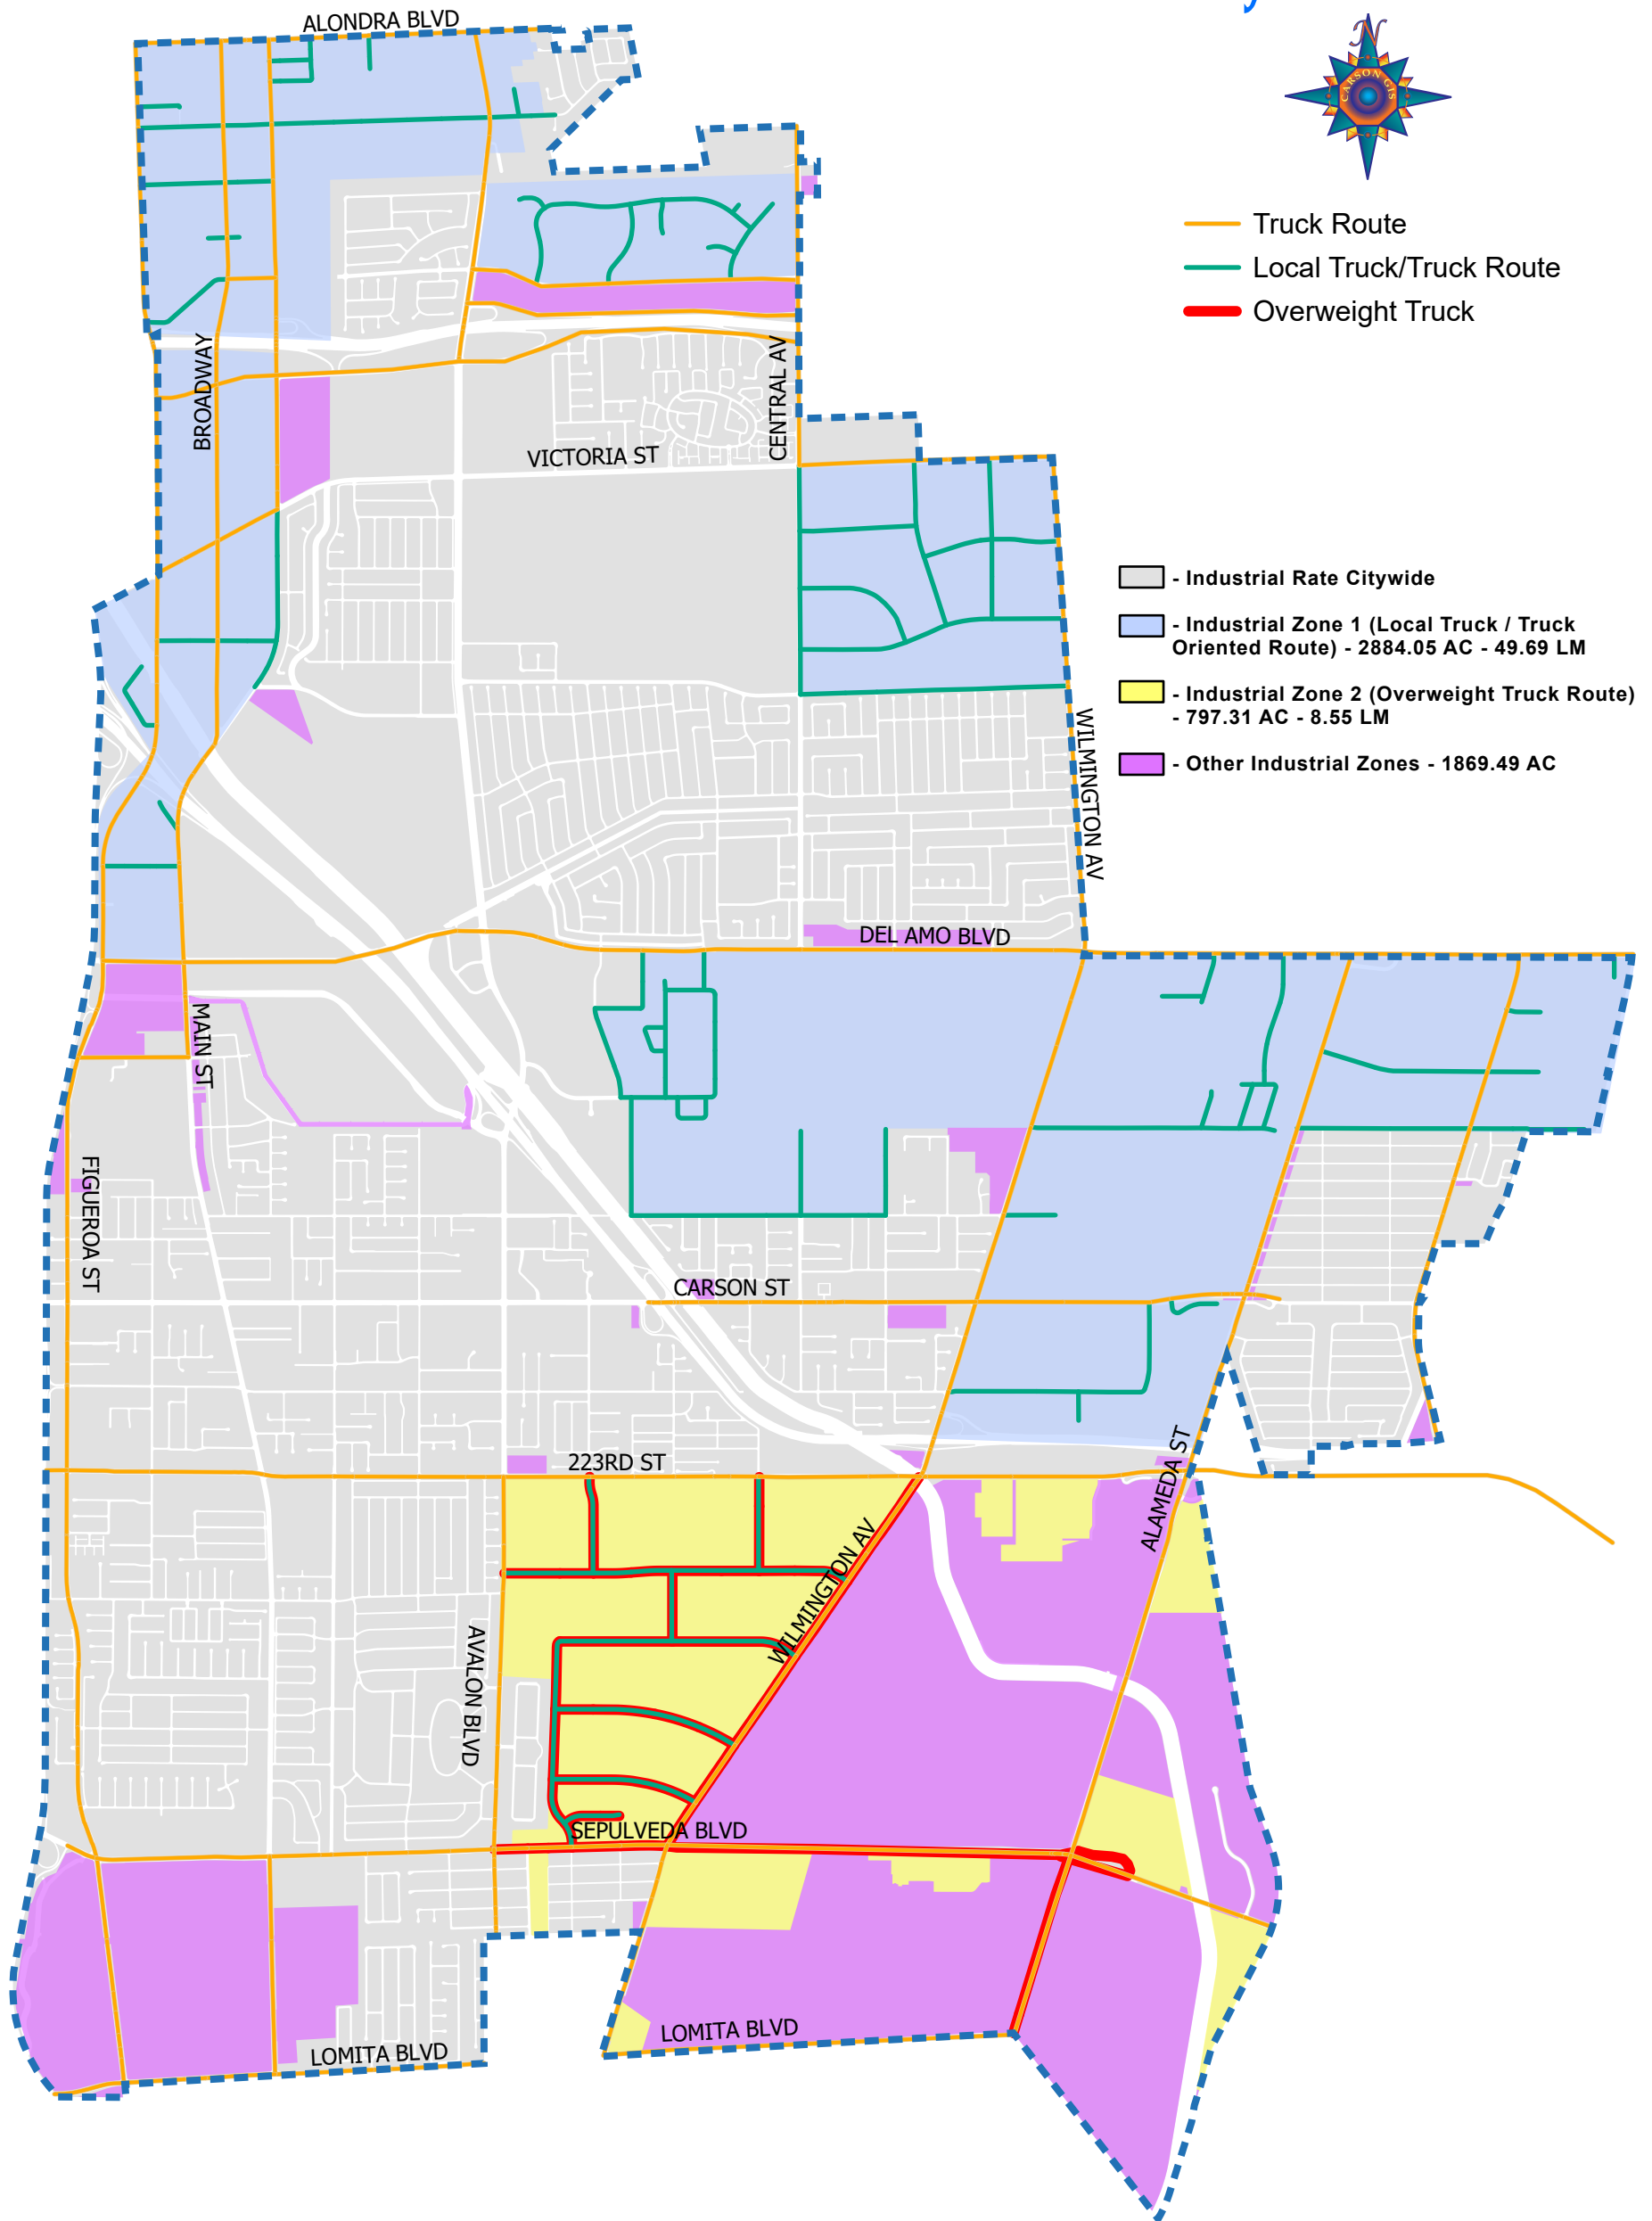 ALONDRA BLVD
N
CARSON GIS
Truck Route
Local Truck/Truck Route
Overweight Truck
BROADWAY
CENTRAL AV
VICTORIA ST
- Industrial Rate Citywide
- Industrial Zone 1 (Local Truck / Truck
Oriented Route) - 2884.05 AC - 49.69 LM
- Industrial Zone 2 (Overweight Truck Route)
- 797.31 AC - 8.55 LM
- Other Industrial Zones - 1869.49 AC
WILMINGTON AV
DEL AMO BLVD
MAIN ST
FIGUEROA ST
CARSON ST
223RD ST
ALAMEDA ST
WILMINGTON AV
AVALON BLVD
SEPULVEDA BLVD
LOMITA BLVD
LOMITA BLVD